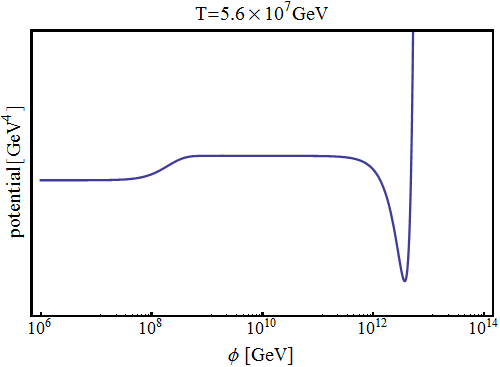 T=5.6×10⁷GeV
potential[GeV⁴]
10⁶ 10⁸ 10¹⁰ 10¹² 10¹⁴
ϕ [GeV]